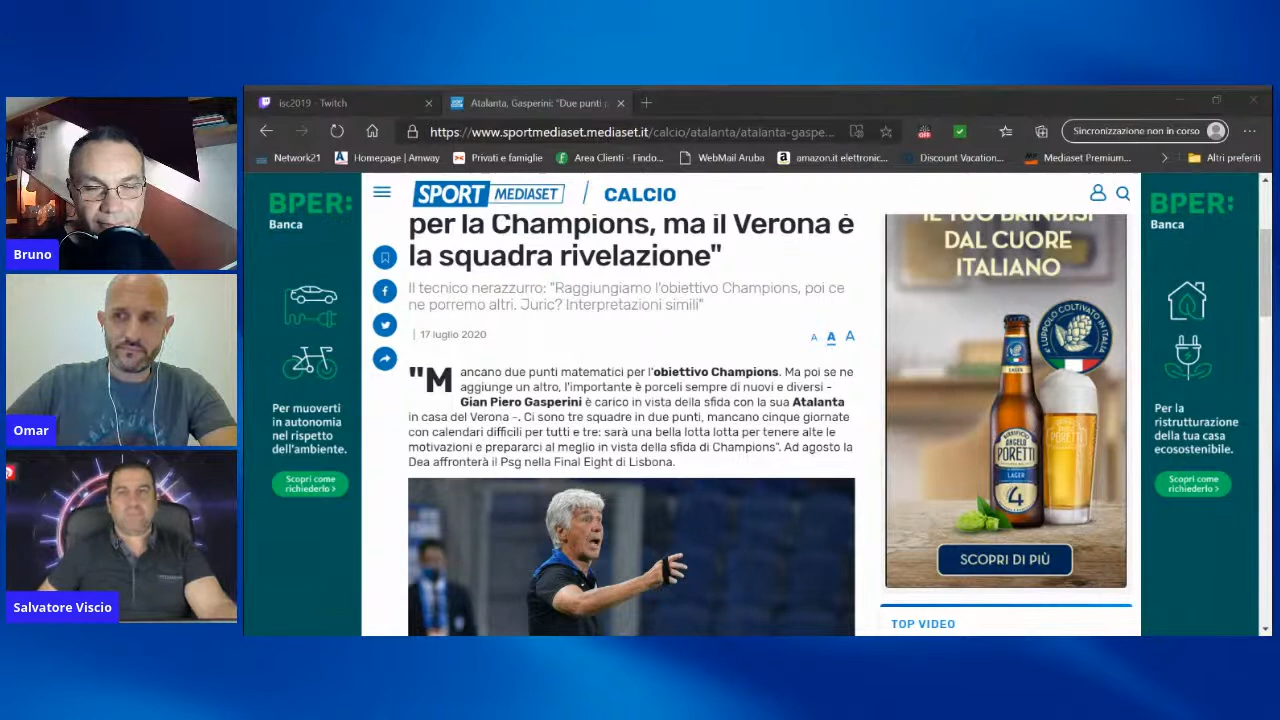 Bruno
Omar
Salvatore Viscio
isc2019 - Twitch
Atalanta, Gasperini: "Due punti
https://www.sportmediaset.mediaset.it/calcio/atalanta/atalanta-gaspe...
Sincronizzazione non in corso
Network21
Homepage | Amway
Privati e famiglie
Area Clienti - Findo...
WebMail Aruba
amazon.it elettronic...
Discount Vacation...
Mediaset Premium...
Altri preferiti
SPORT MEDIASET / CALCIO
per la Champions, ma il Verona è
la squadra rivelazione"
Il tecnico nerazzurro: "Raggiungiamo l'obiettivo Champions, poi ce
ne porremo altri. Juric? Interpretazioni simili"
| 17 luglio 2020
A A A
"Mancano due punti matematici per l'obiettivo Champions. Ma poi se ne
aggiunge un altro, l'importante è porceli sempre di nuovi e diversi -
Gian Piero Gasperini è carico in vista della sfida con la sua Atalanta
in casa del Verona -. Ci sono tre squadre in due punti, mancano cinque giornate
con calendari difficili per tutti e tre: sarà una bella lotta lotta per tenere alte le
motivazioni e prepararci al meglio in vista della sfida di Champions". Ad agosto la
Dea affronterà il Psg nella Final Eight di Lisbona.
BPER:
Banca
Per muoverti
in autonomia
nel rispetto
dell'ambiente.
Scopri come
richiederlo >
IL TUO BRINDISI
DAL CUORE
ITALIANO
LUPPOLO COLTIVATO IN ITALIA
BIRRIFICIO
ANGELO
PORETTI
LAGER
4
SCOPRI DI PIÙ
TOP VIDEO
BPER:
Banca
Per la
ristrutturazione
della tua casa
ecosostenibile.
Scopri come
richiederlo >